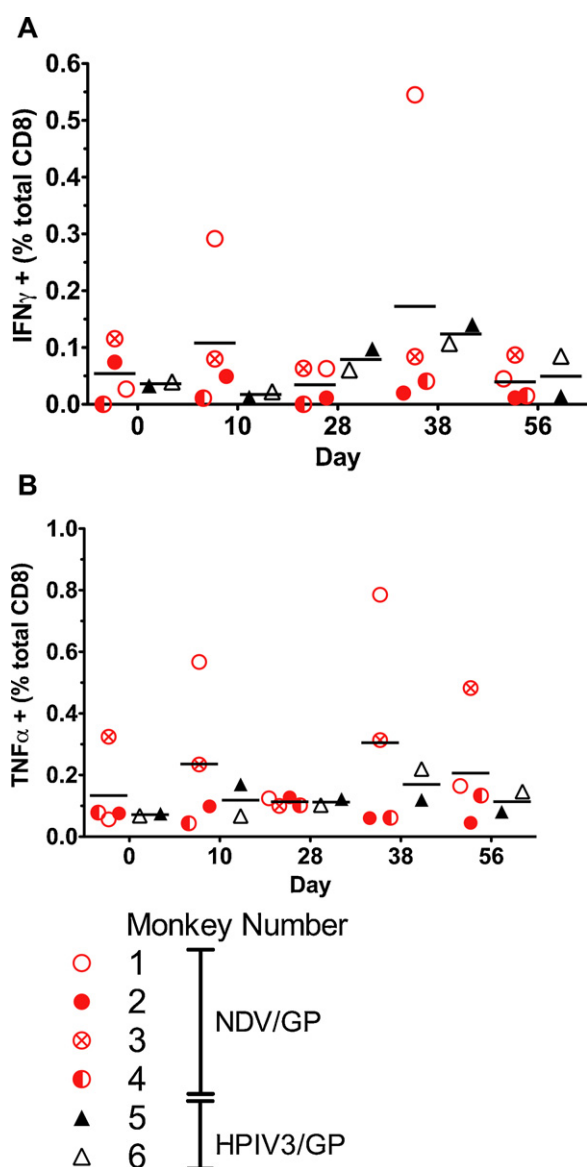 A
IFNγ + (% total CD8)
0.6
0.5
0.4
0.3
0.2
0.1
0.0
0 10 28 38 56
Day
B
TNFα + (% total CD8)
1.0
0.8
0.6
0.4
0.2
0.0
0 10 28 38 56
Day
Monkey Number
1
2
NDV/GP
3
4
5
HPIV3/GP
6